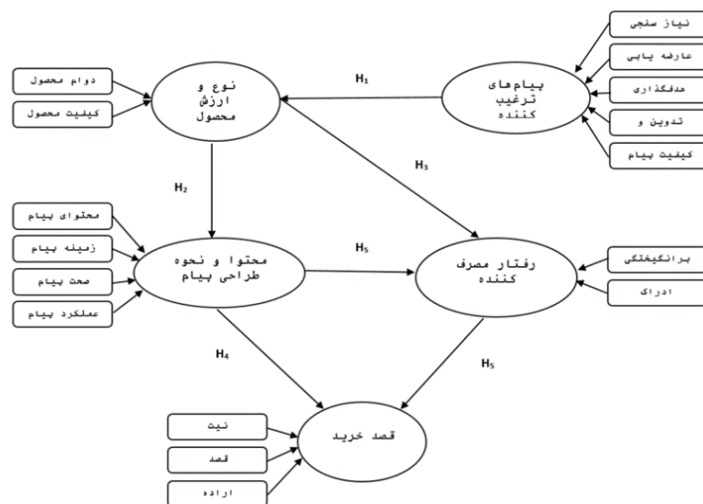 نیاز سنجی
عارضه یابی
هدفگذاری
تدوین و
کیفیت پیام
پیام‌های
ترغیب
کننده
H1
نوع و
ارزش
محصول
دوام محصول
کیفیت محصول
H2
H3
محتوای پیام
زمینه پیام
صحت پیام
عملکرد پیام
محتوا و نحوه
طراحی پیام
H5
رفتار مصرف
کننده
برانگیختگی
ادراک
H4
H5
قصد خرید
نیت
قصد
اراده